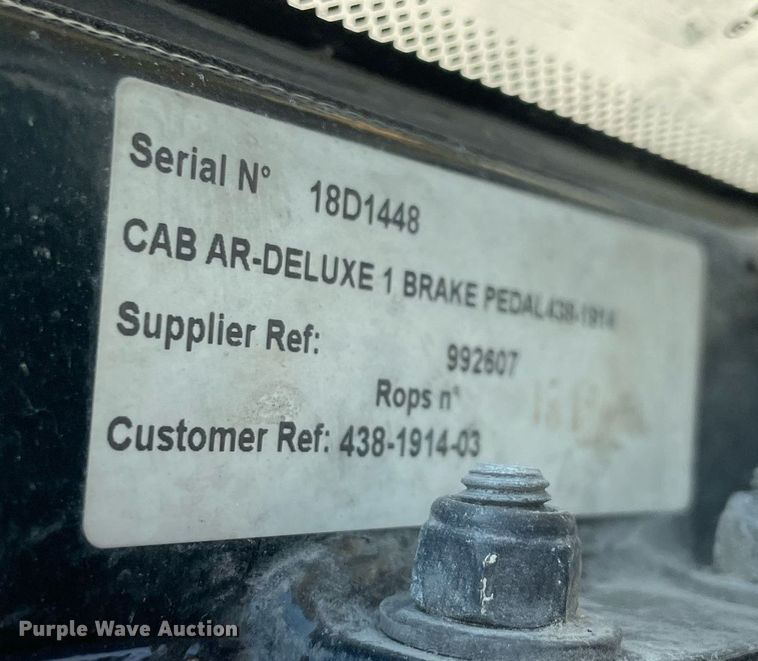 Serial N° 18D1448
CAB AR-DELUXE 1 BRAKE PEDAL438-1914
Supplier Ref: 992607
Rops n°
Customer Ref: 438-1914-03
Purple Wave Auction